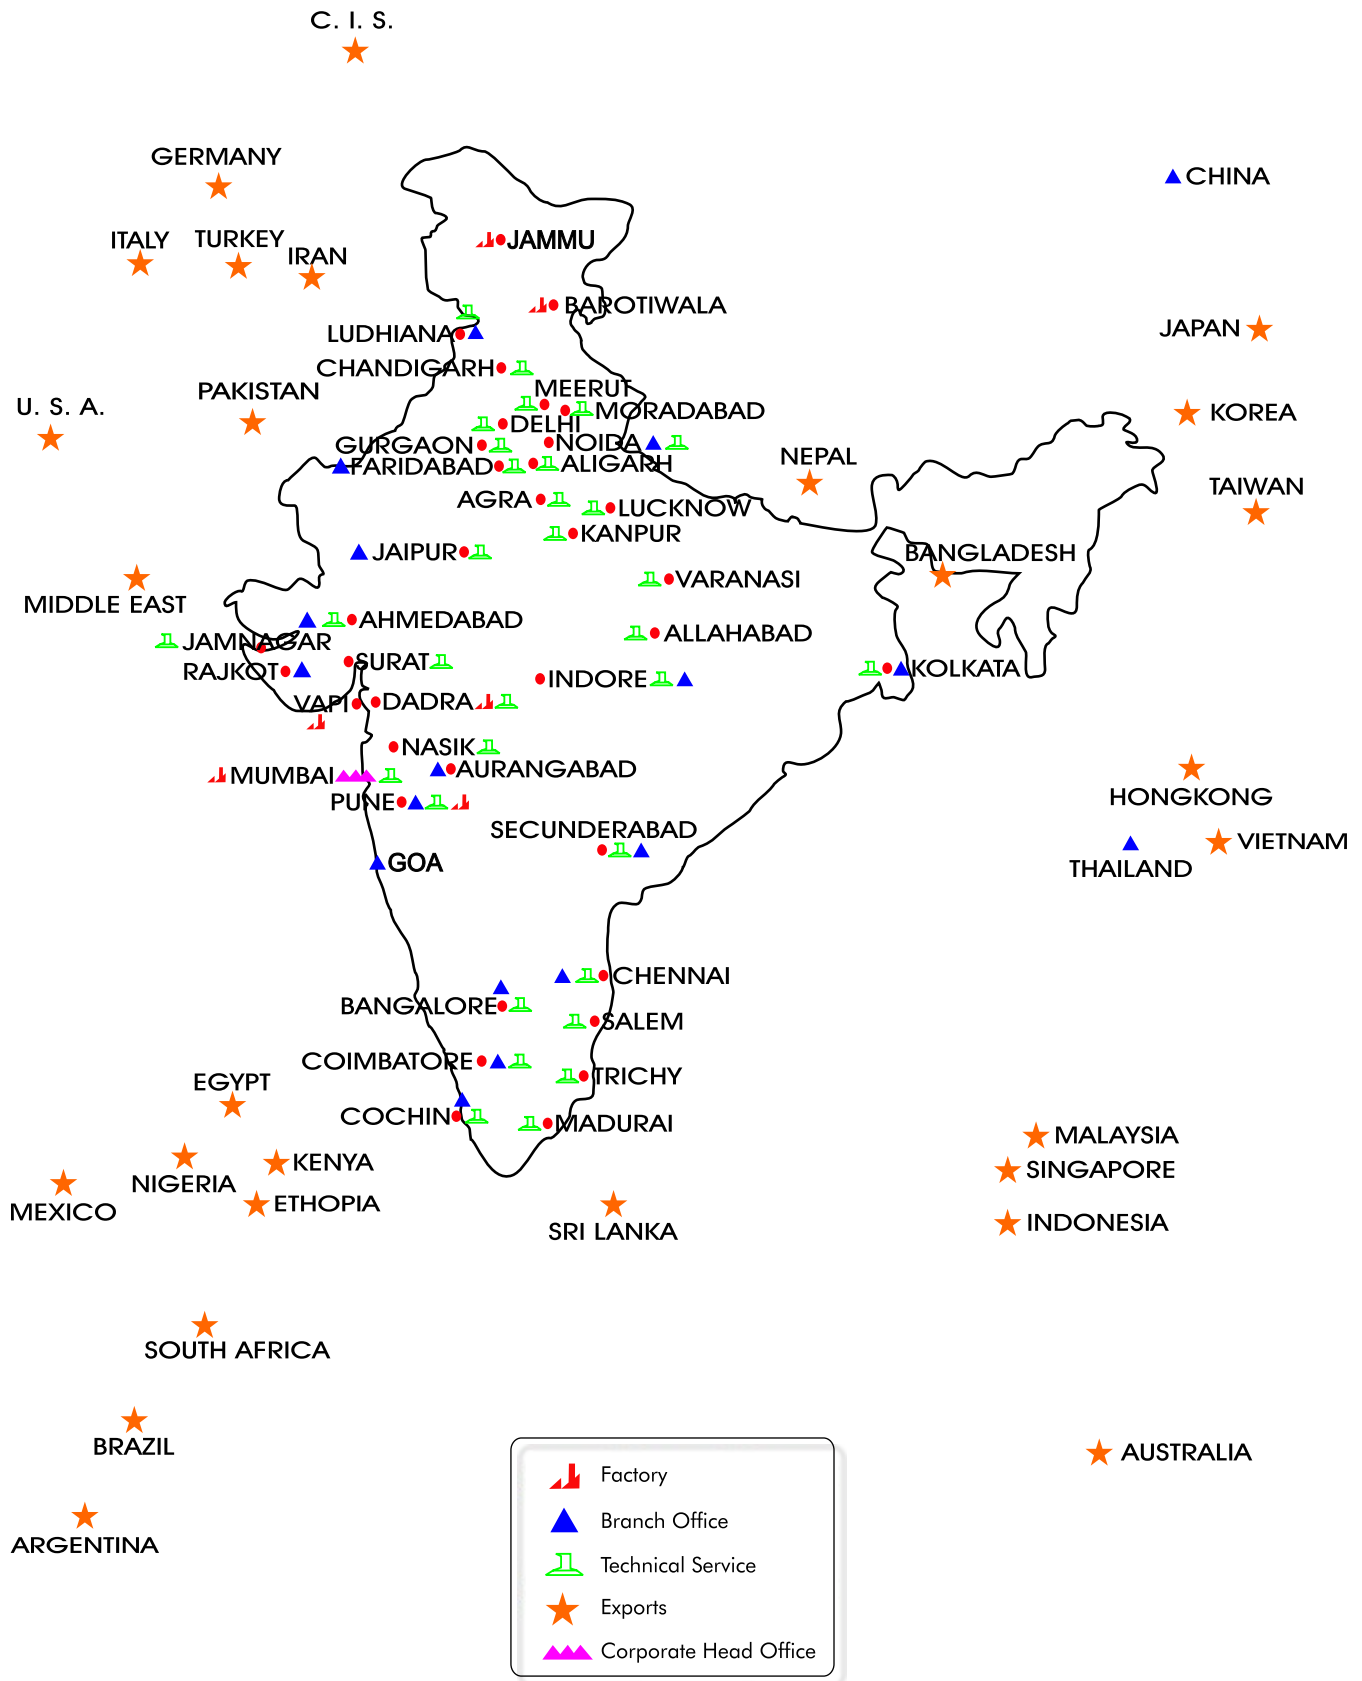 C. I. S.
GERMANY
CHINA
ITALY
TURKEY
IRAN
JAMMU
BAROTIWALA
LUDHIANA
JAPAN
CHANDIGARH
PAKISTAN
MEERUT
U. S. A.
MORADABAD
KOREA
DELHI
GURGAON
NOIDA
NEPAL
FARIDABAD
ALIGARH
TAIWAN
AGRA
LUCKNOW
KANPUR
JAIPUR
BANGLADESH
VARANASI
MIDDLE EAST
AHMEDABAD
ALLAHABAD
JAMNAGAR
SURAT
RAJKOT
INDORE
KOLKATA
VAPI
DADRA
NASIK
MUMBAI
AURANGABAD
HONGKONG
PUNE
SECUNDERABAD
VIETNAM
GOA
THAILAND
CHENNAI
BANGALORE
SALEM
COIMBATORE
TRICHY
EGYPT
COCHIN
MADURAI
MALAYSIA
KENYA
SINGAPORE
NIGERIA
ETHOPIA
MEXICO
SRI LANKA
INDONESIA
SOUTH AFRICA
BRAZIL
AUSTRALIA
ARGENTINA
Factory
Branch Office
Technical Service
Exports
Corporate Head Office